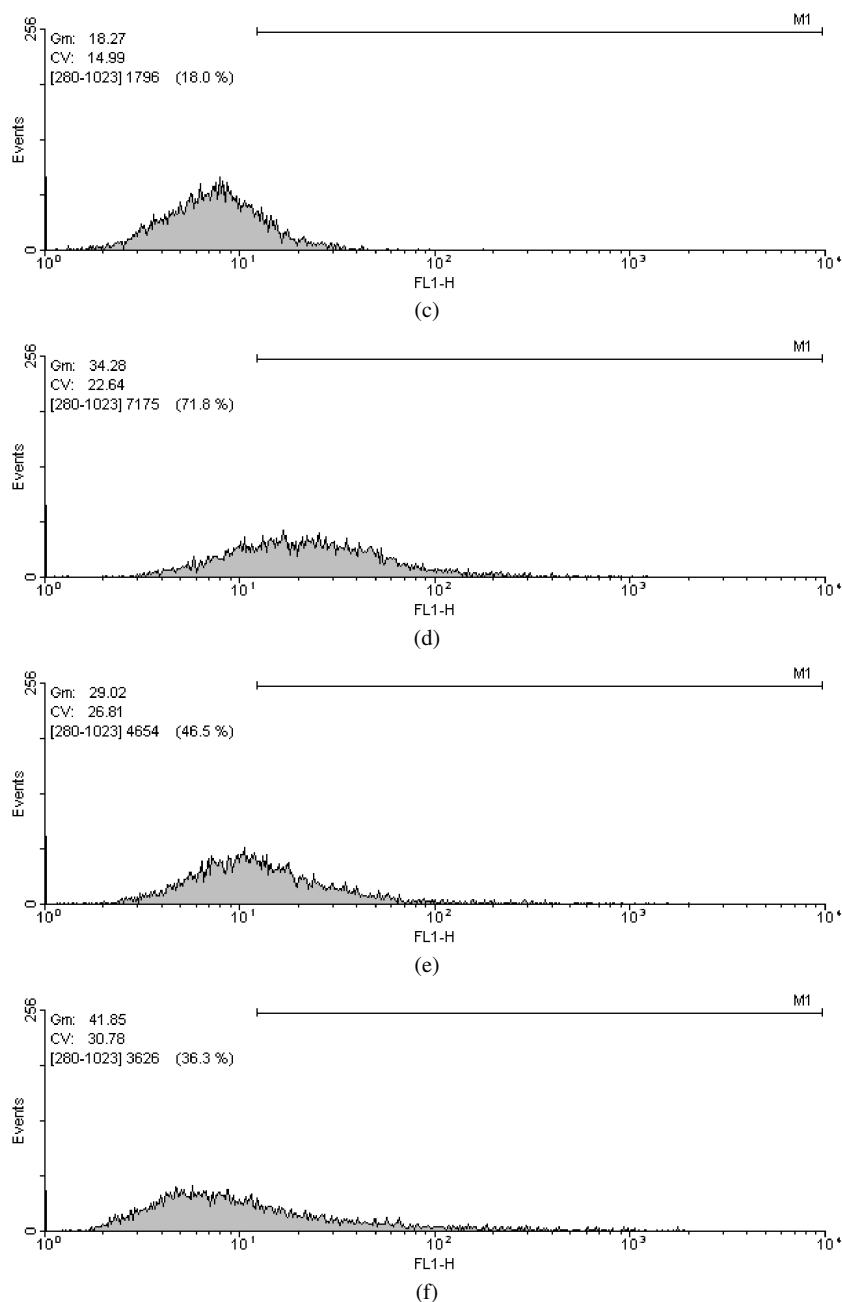 M1
256
Gm: 18.27
CV: 14.99
[280-1023] 1796 (18.0 %)
Events
0
10⁰ 10¹ 10² 10³ 10⁴
FL1-H
(c)
M1
256
Gm: 34.28
CV: 22.64
[280-1023] 7175 (71.8 %)
Events
0
10⁰ 10¹ 10² 10³ 10⁴
FL1-H
(d)
M1
256
Gm: 29.02
CV: 26.81
[280-1023] 4654 (46.5 %)
Events
0
10⁰ 10¹ 10² 10³ 10⁴
FL1-H
(e)
M1
256
Gm: 41.85
CV: 30.78
[280-1023] 3626 (36.3 %)
Events
0
10⁰ 10¹ 10² 10³ 10⁴
FL1-H
(f)